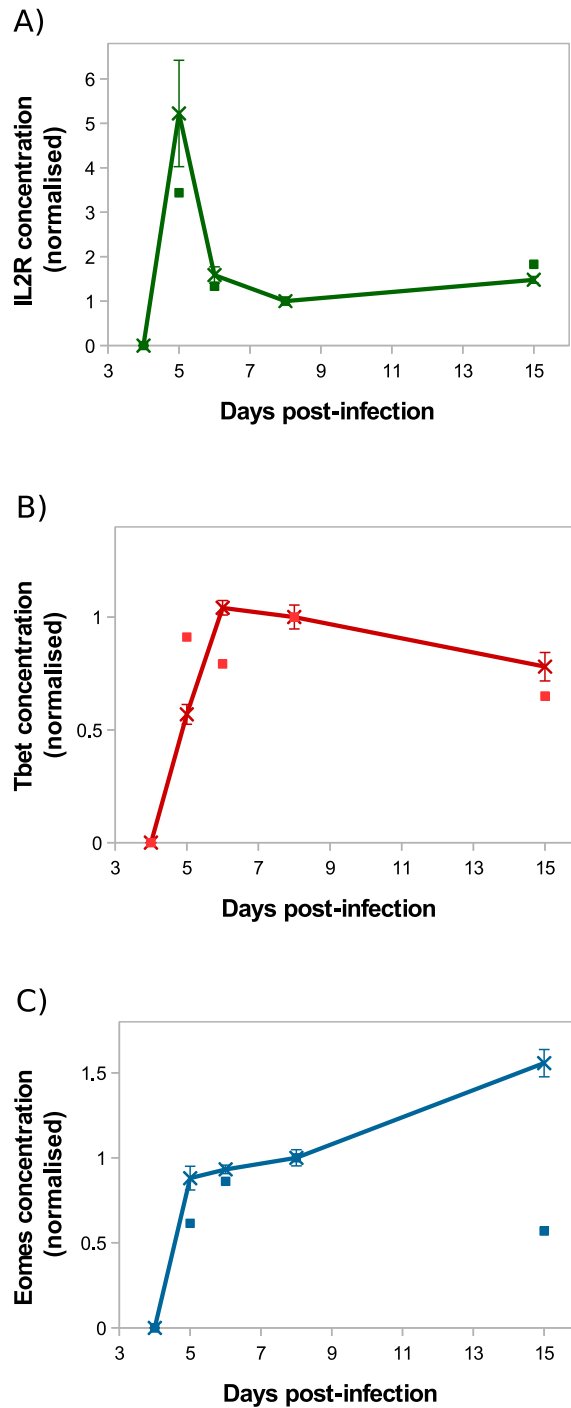 A)
IL2R concentration
(normalised)
6
5
4
3
2
1
0
3 5 7 9 11 13 15
Days post-infection
B)
Tbet concentration
(normalised)
1
0.5
0
3 5 7 9 11 13 15
Days post-infection
C)
Eomes concentration
(normalised)
1.5
1
0.5
0
3 5 7 9 11 13 15
Days post-infection